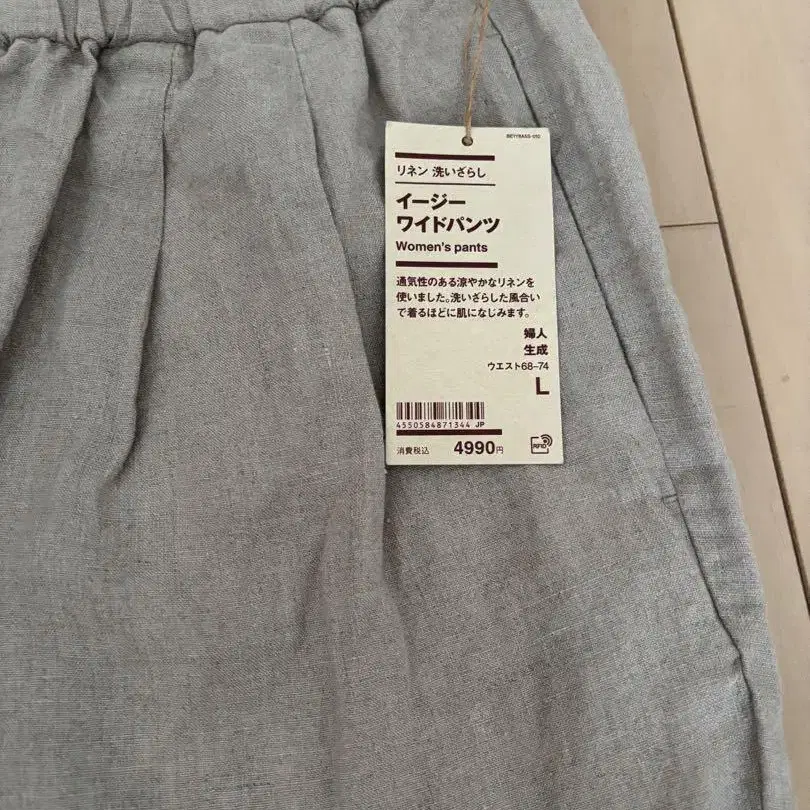 リネン 洗いざらし
イージー
ワイドパンツ
Women's pants
通気性のある涼やかなリネンを
使いました。洗いざらした風合い
で着るほどに肌になじみます。
婦人
生成
ウエスト68-74
L
4550584871344 JP
消費税込 4990円
RFID